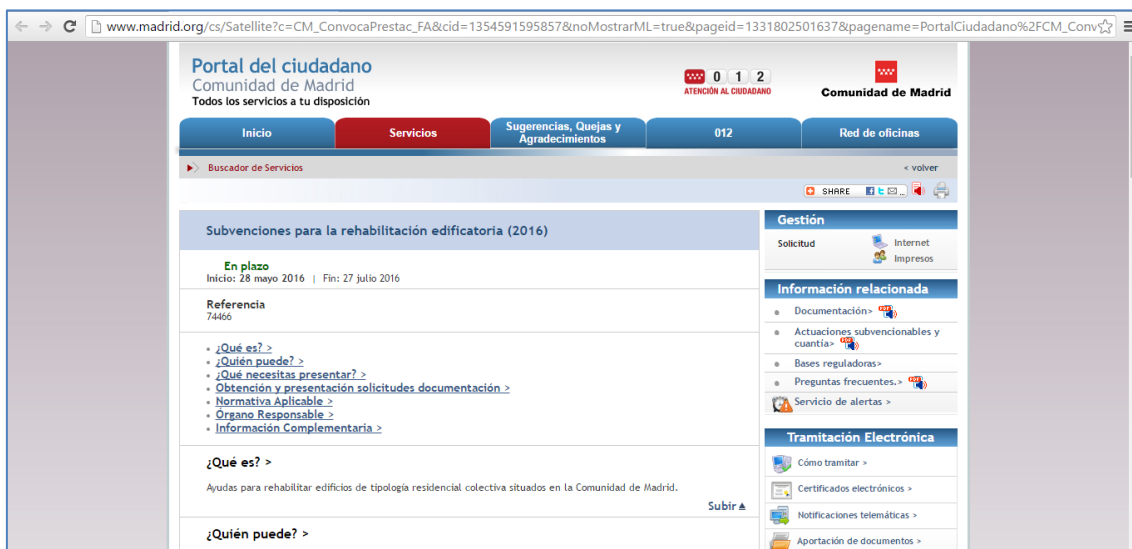 www.madrid.org/cs/Satellite?c=CM_ConvocaPrestac_FA&cid=1354591595857&noMostrarML=true&pageid=1331802501637&pagename=PortalCiudadano%2FCM_Conv
Portal del ciudadano
Comunidad de Madrid
Todos los servicios a tu disposición
0 1 2
ATENCIÓN AL CIUDADANO
Comunidad de Madrid
Inicio
Servicios
Sugerencias, Quejas y
Agradecimientos
012
Red de oficinas
Buscador de Servicios
< volver
SHARE
Subvenciones para la rehabilitación edificatoria (2016)
En plazo
Inicio: 28 mayo 2016 | Fin: 27 julio 2016
Referencia
74466
¿Qué es? >
¿Quién puede? >
¿Qué necesitas presentar? >
Obtención y presentación solicitudes documentación >
Normativa Aplicable >
Órgano Responsable >
Información Complementaria >
¿Qué es? >
Ayudas para rehabilitar edificios de tipología residencial colectiva situados en la Comunidad de Madrid.
Subir
¿Quién puede? >
Gestión
Solicitud
Internet
Impresos
Información relacionada
Documentación>
Actuaciones subvencionables y
cuantía>
Bases reguladoras>
Preguntas frecuentes.>
Servicio de alertas >
Tramitación Electrónica
Cómo tramitar >
Certificados electrónicos >
Notificaciones telemáticas >
Aportación de documentos >